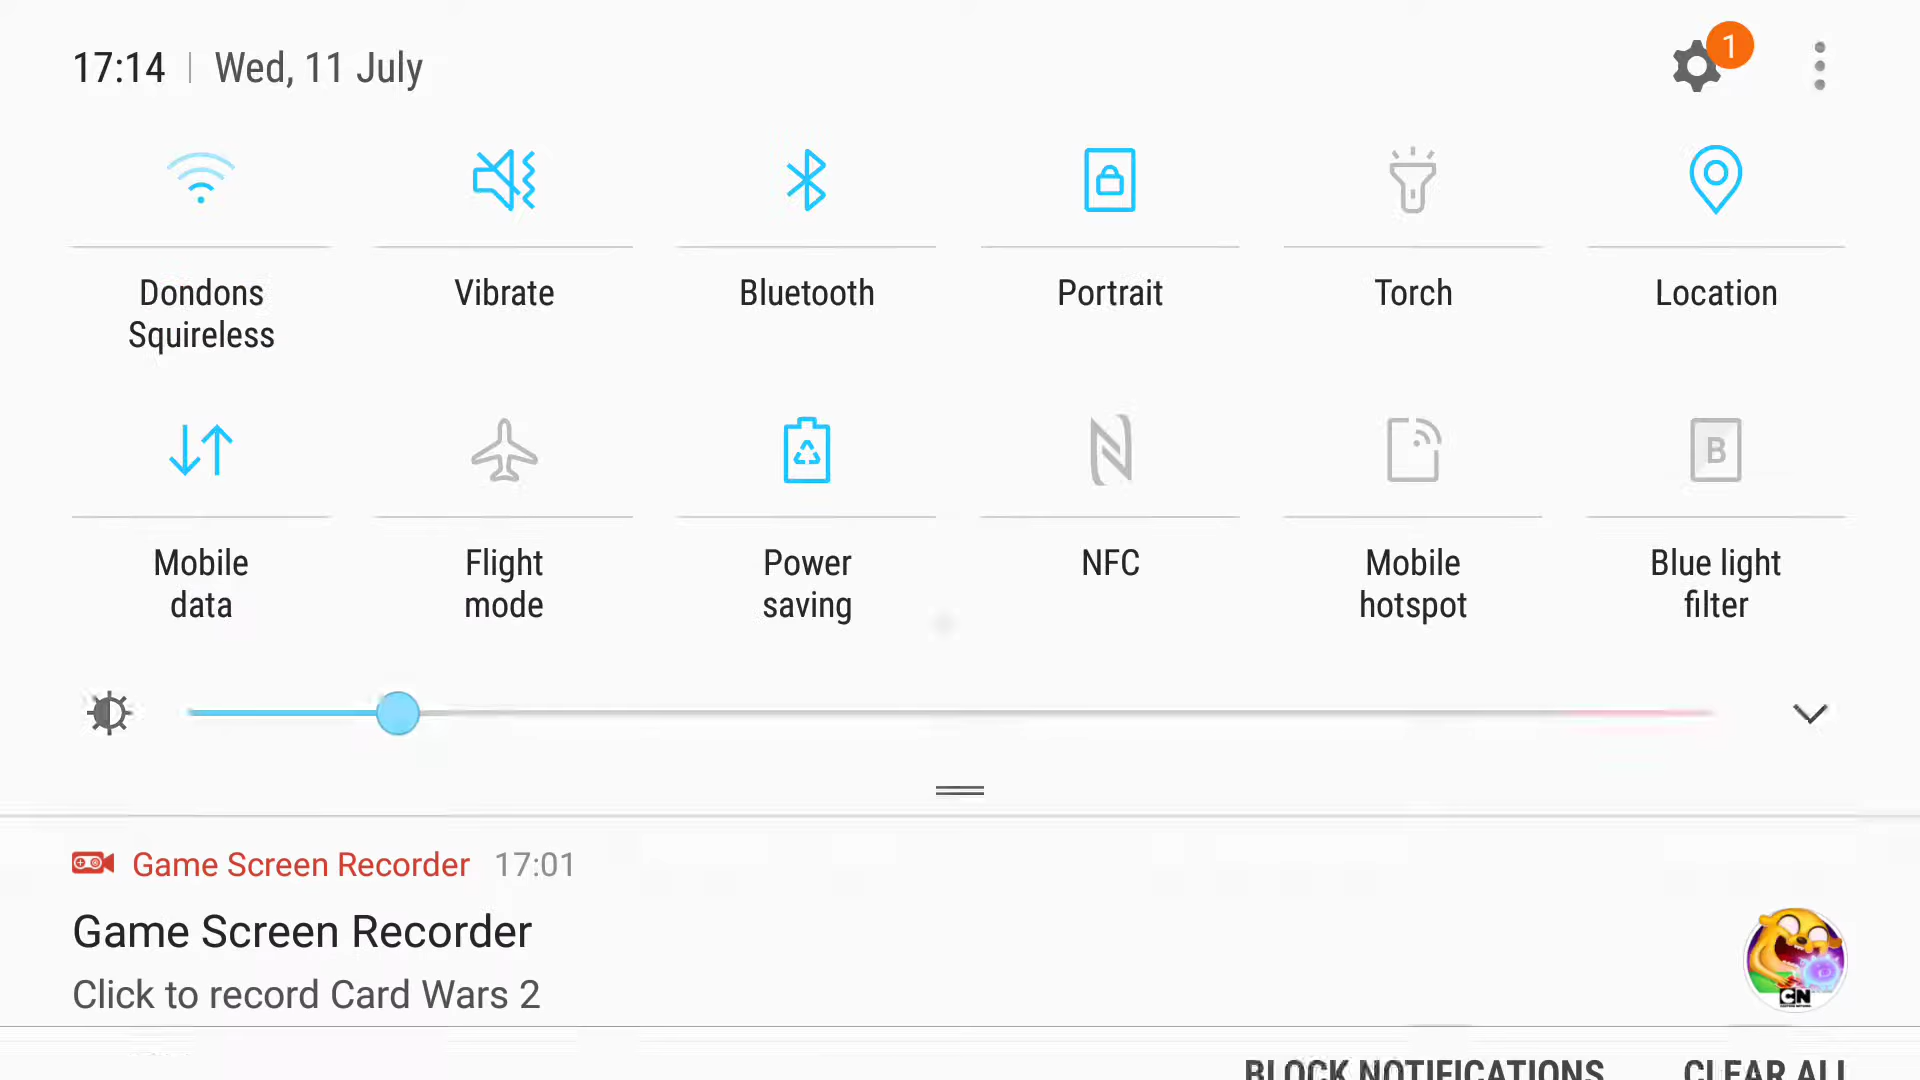 17:14 | Wed, 11 July
1
Dondons
Squireless
Vibrate
Bluetooth
Portrait
Torch
Location
Mobile
data
Flight
mode
Power
saving
NFC
Mobile
hotspot
B
Blue light
filter
Game Screen Recorder 17:01
Game Screen Recorder
Click to record Card Wars 2
CN
BLOCK NOTIFICATIONS CLEAR ALL